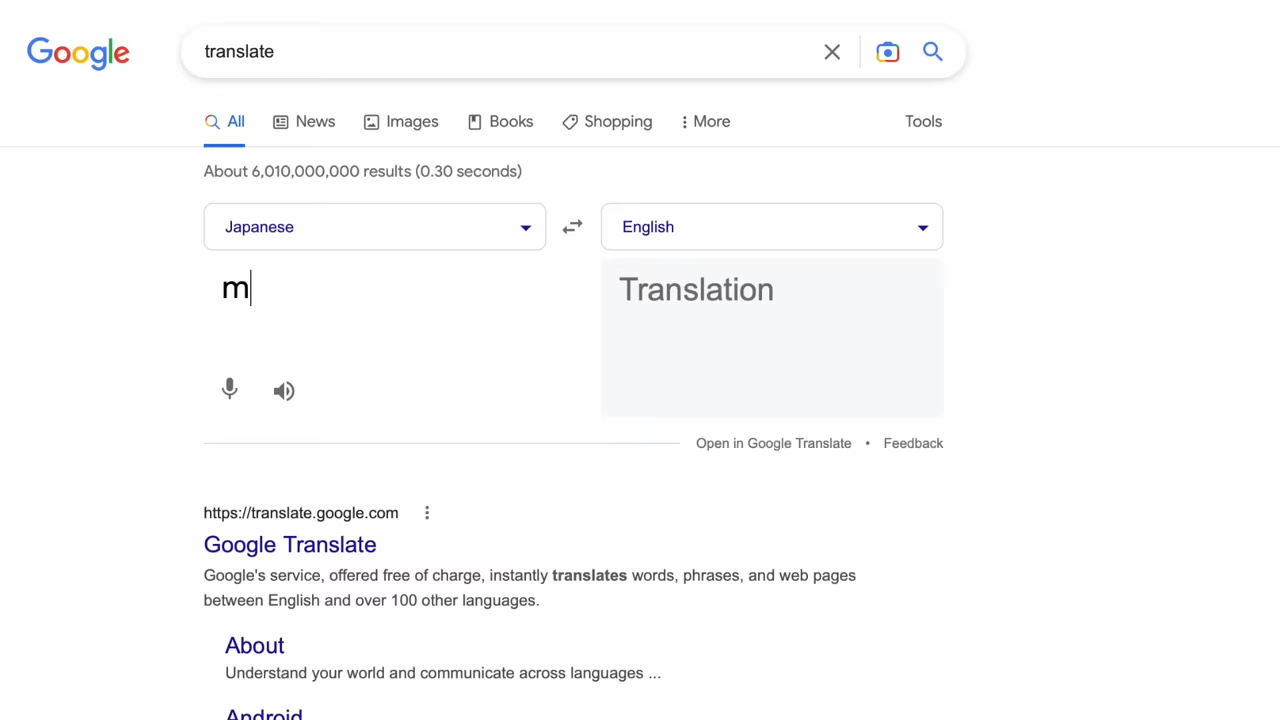 Google
translate
All
News
Images
Books
Shopping
More
Tools
About 6,010,000,000 results (0.30 seconds)
Japanese
English
m
Translation
Open in Google Translate • Feedback
https://translate.google.com
Google Translate
Google's service, offered free of charge, instantly translates words, phrases, and web pages
between English and over 100 other languages.
About
Understand your world and communicate across languages ...
Android